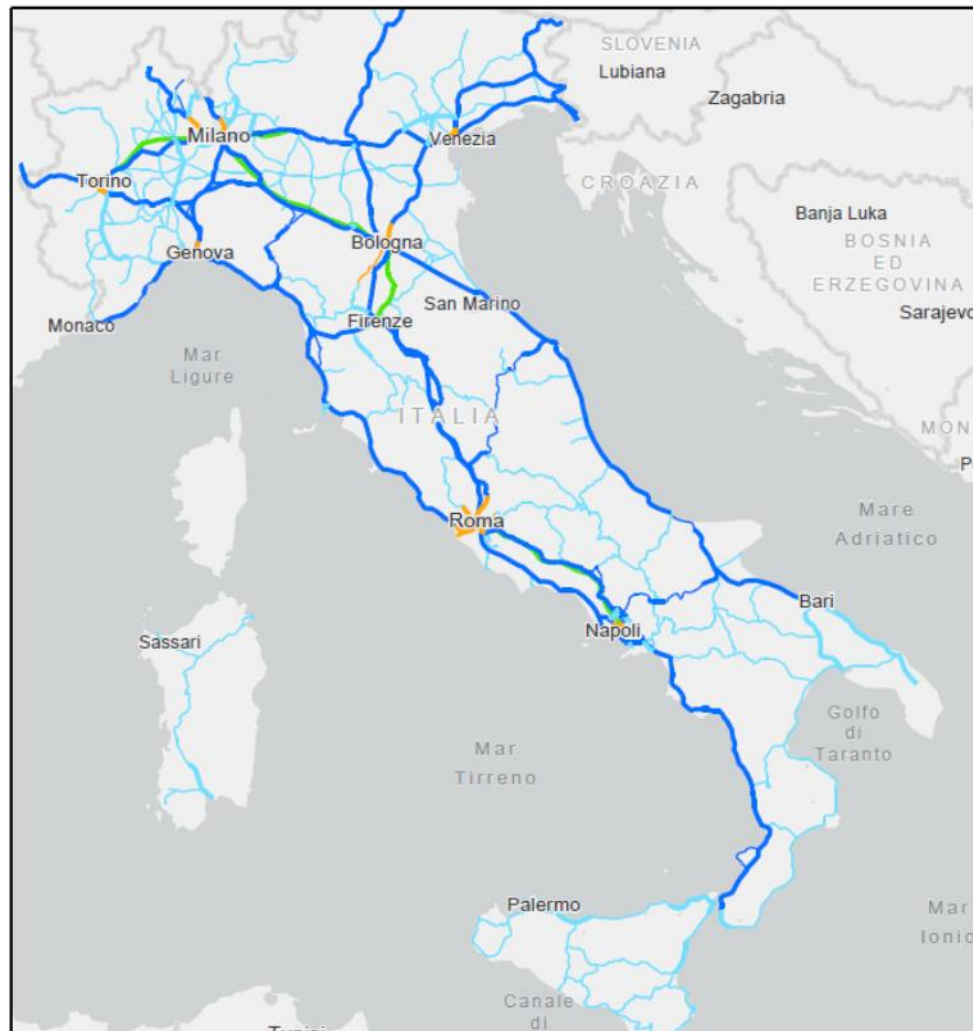 SLOVENIA
Lubiana
Zagabria
Milano
Venezia
Torino
CROAZIA
Banja Luka
BOSNIA
ED
ERZEGOVINA
Bologna
Genova
San Marino
Sarajevo
Firenze
Monaco
Mar
Ligure
ITALIA
MON
P
Roma
Mare
Adriatico
Bari
Napoli
Sassari
Golfo
di
Taranto
Mar
Tirreno
Palermo
Mar
Ionio
Canale
di